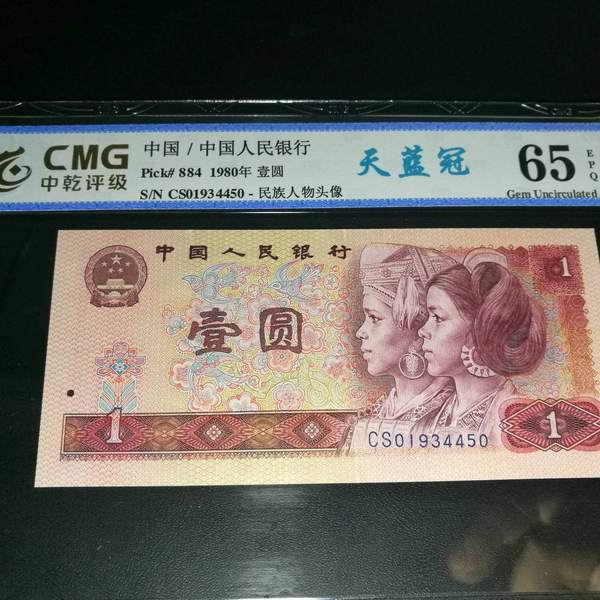 CMG
中乾评级
中国 / 中国人民银行
Pick# 884 1980年 壹圆
S/N CS01934450 - 民族人物头像
天蓝冠
65
EPQ
Gem Uncirculated
中国人民银行
1
壹圆
1
1
CS01934450